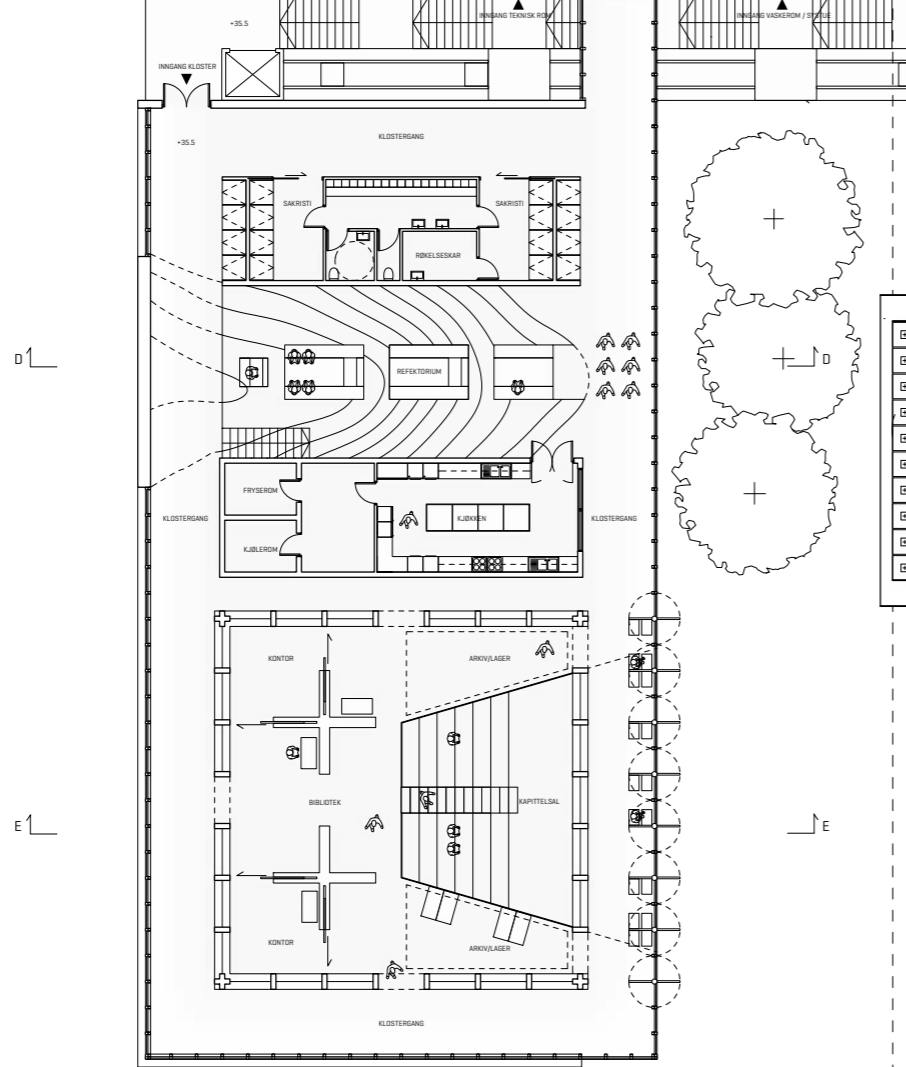 INNGANG TEKNISK ROM
INNGANG VASKEROM / SYSTUE
+35.5
INNGANG KLOSTER
+35.5
KLOSTERGANG
SAKRISTI
SAKRISTI
RØKELSESKAR
D
D
REFEKTORIUM
FRYSEROM
KLOSTERGANG
KJØKKEN
KLOSTERGANG
KJØLEROM
KONTOR
ARKIV/LAGER
BIBLIOTEK
KAPITTELSAL
E
E
KONTOR
ARKIV/LAGER
KLOSTERGANG